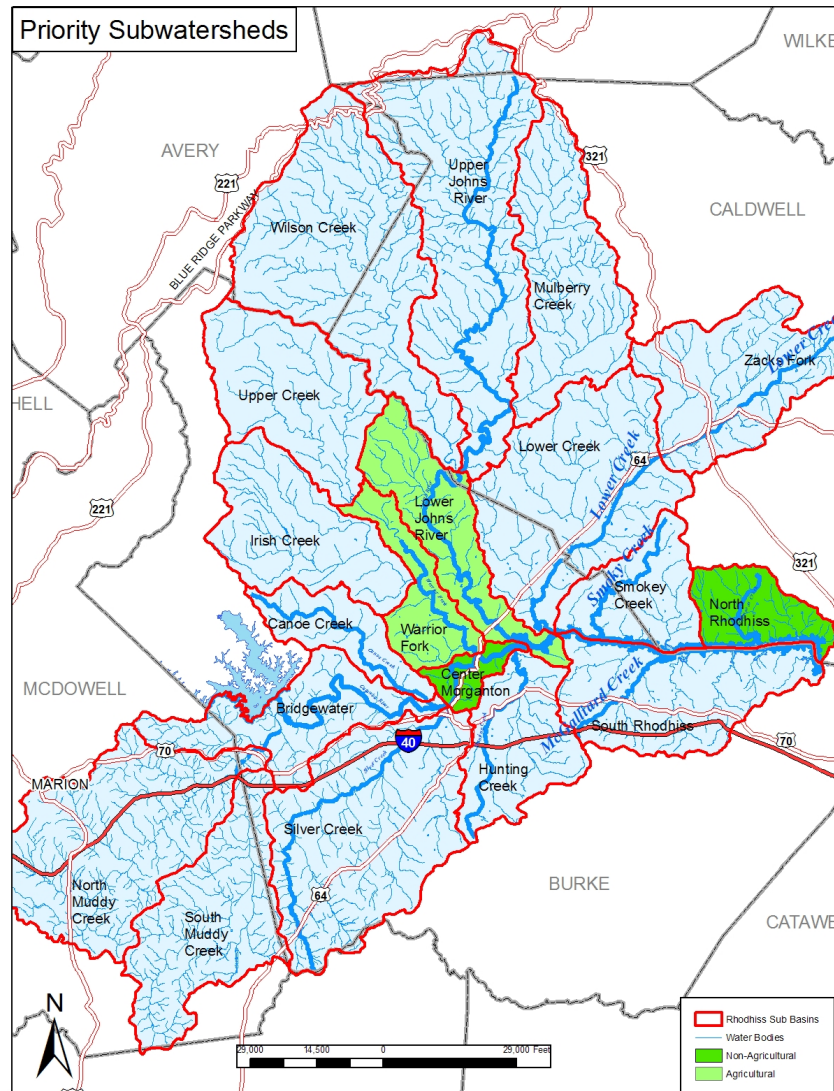 Priority Subwatersheds
WILKE
AVERY
321
221
Upper
Johns
River
CALDWELL
BLUE RIDGE PARKWAY
Wilson Creek
Mulberry
Creek
Lower Cree
Zacks Fork
HELL
Upper Creek
Lower Creek
64
Lower Creek
221
Lower
Johns
River
Irish Creek
321
Smoky Creek
Smokey
Creek
North
Rhodhiss
Canoe Creek
Warrior
Fork
Center
Morganton
MCDOWELL
Bridgewater
McGalliard Creek
South Rhodhiss
70
70
40
MARION
Hunting
Creek
Silver Creek
64
BURKE
North
Muddy
Creek
South
Muddy
Creek
CATAWB
N
29,000 14,500 0 29,000 Feet
Rhodhiss Sub Basins
Water Bodies
Non-Agricultural
Agricultural